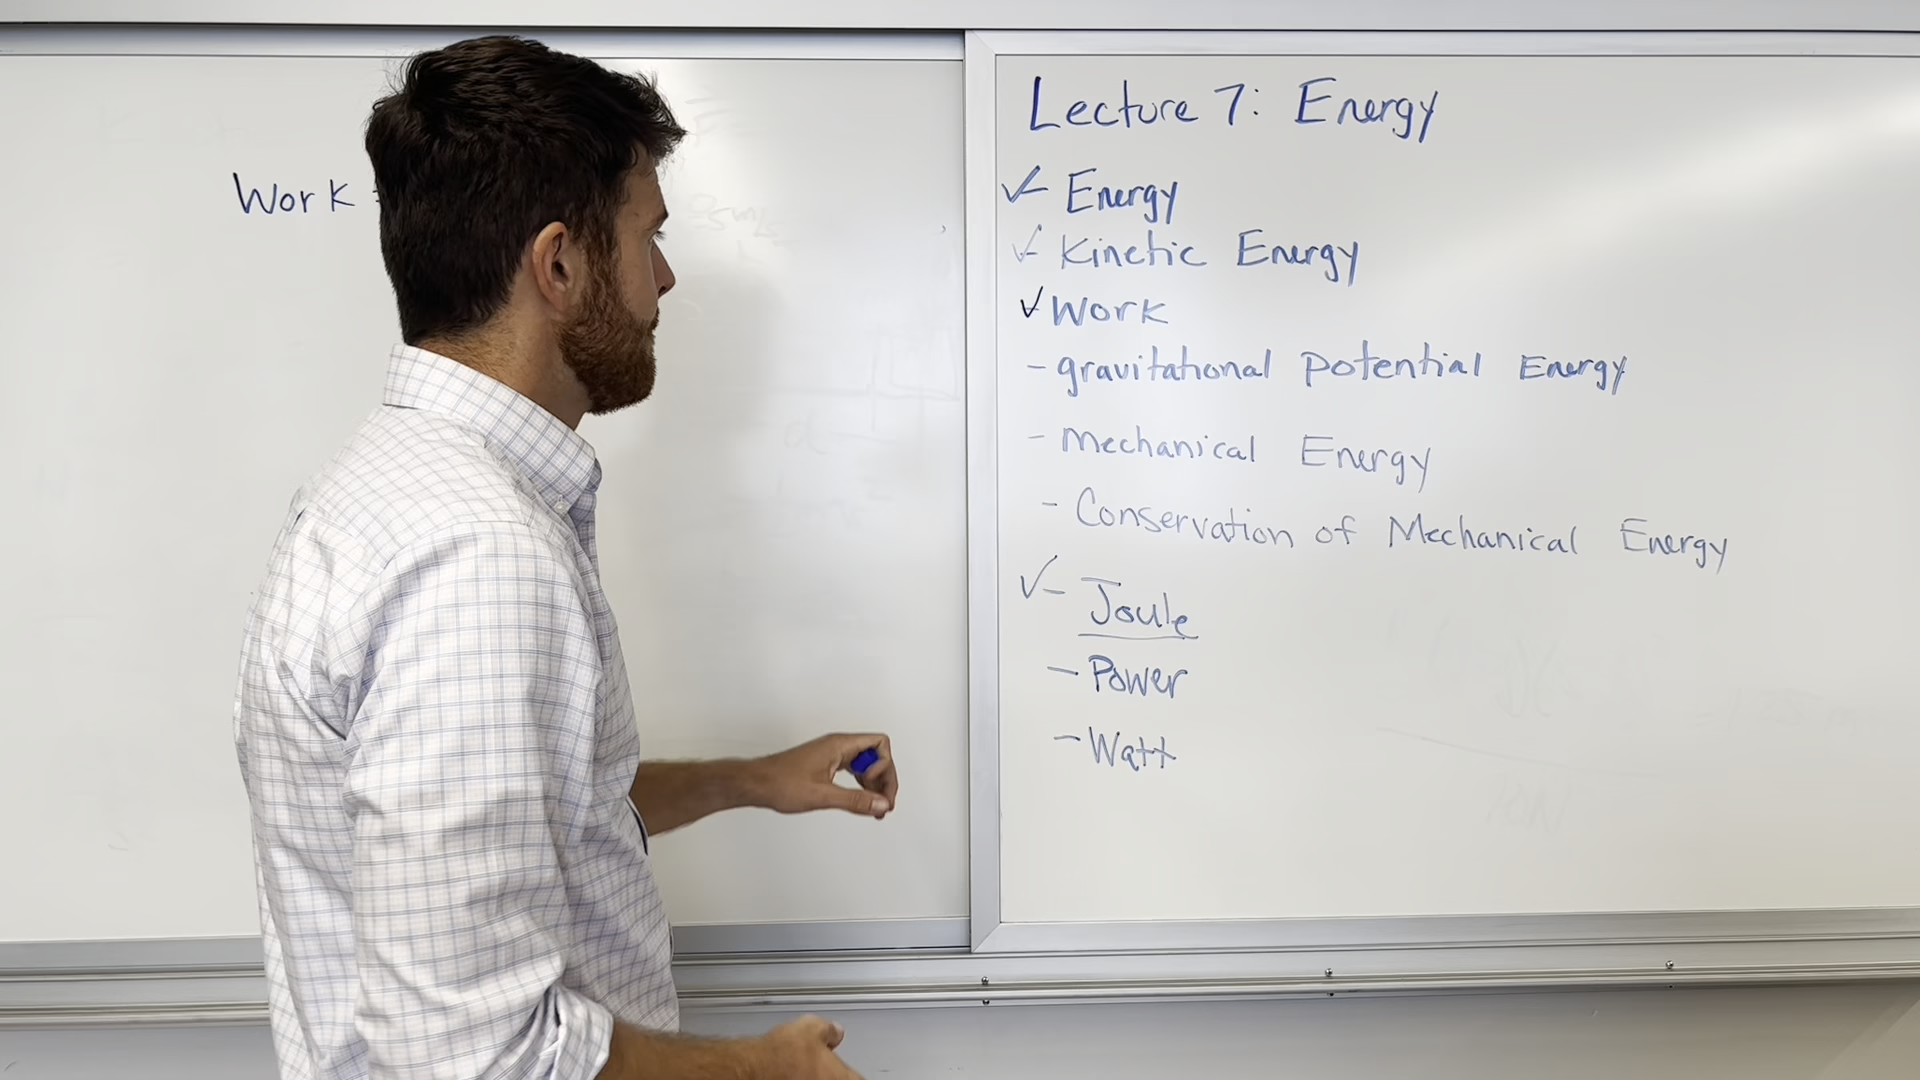 Work -
Lecture 7: Energy
✓- Energy
✓- Kinetic Energy
✓ Work
- gravitational potential Energy
- Mechanical Energy
- Conservation of Mechanical Energy
✓- Joule
- Power
- Watt